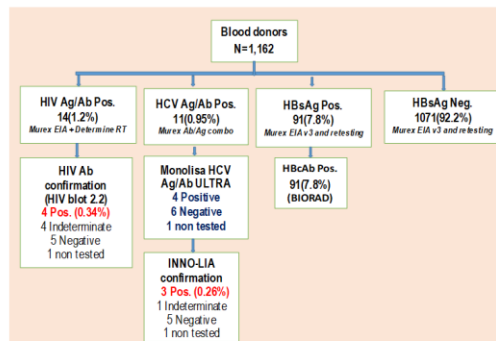 Blood donors
N=1,162
HIV Ag/Ab Pos.
14(1.2%)
Murex EIA + Determine RT
HCV Ag/Ab Pos.
11(0.95%)
Murex Ab/Ag combo
HBsAg Pos.
91(7.8%)
Murex EIA v3 and retesting
HBsAg Neg.
1071(92.2%)
Murex EIA v3 and retesting
HIV Ab
confirmation
(HIV blot 2.2)
4 Pos. (0.34%)
4 Indeterminate
5 Negative
1 non tested
Monolisa HCV
Ag/Ab ULTRA
4 Positive
6 Negative
1 non tested
HBcAb Pos.
91(7.8%)
(BIORAD)
INNO-LIA
confirmation
3 Pos. (0.26%)
1 Indeterminate
5 Negative
1 non tested